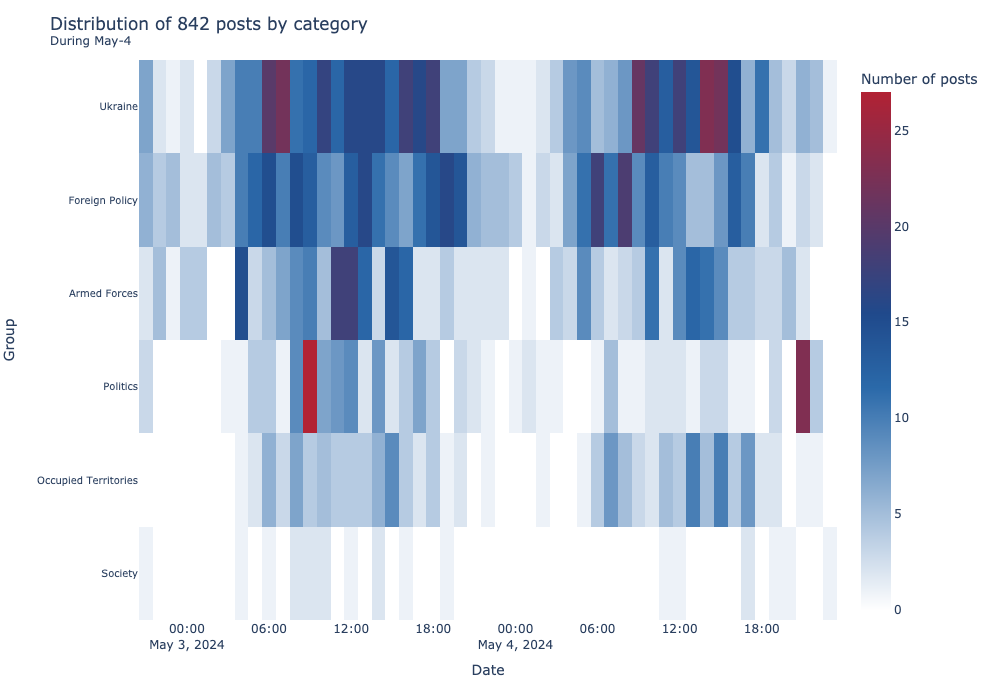 Distribution of 842 posts by category
During May-4
Number of posts
Ukraine
Foreign Policy
Armed Forces
Politics
Occupied Territories
Society
Group
25
20
15
10
5
0
00:00 06:00 12:00 18:00 00:00 06:00 12:00 18:00
May 3, 2024 May 4, 2024
Date